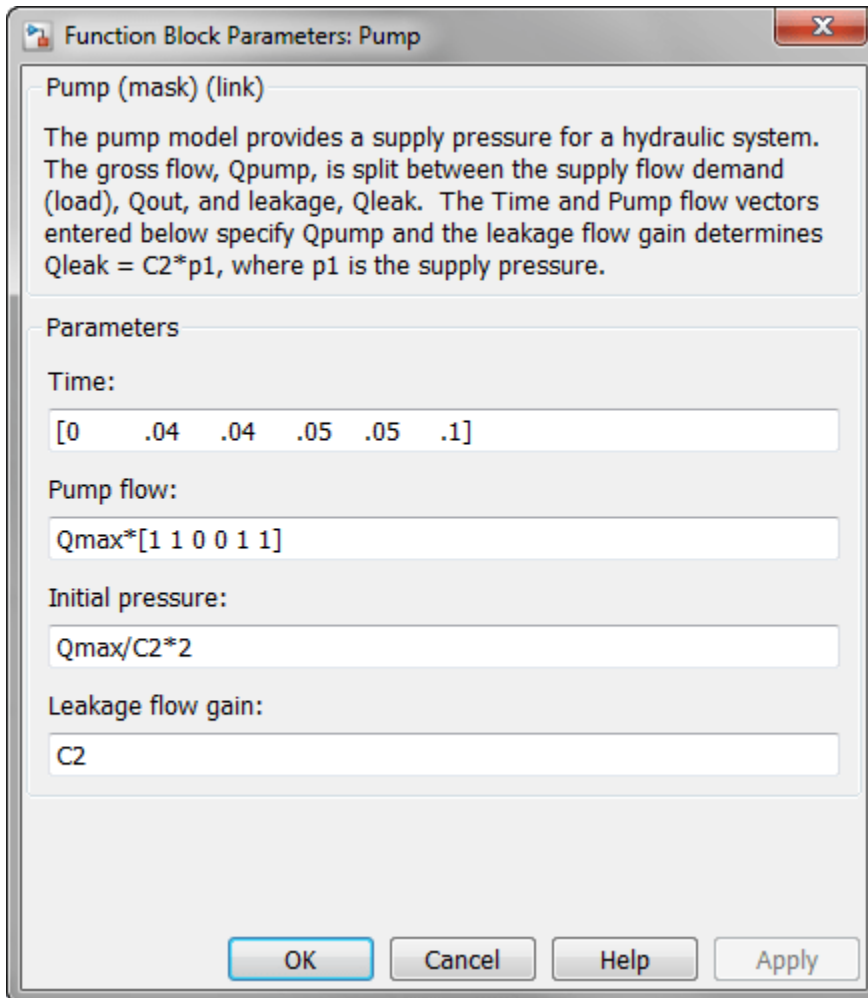 Function Block Parameters: Pump
Pump (mask) (link)
The pump model provides a supply pressure for a hydraulic system.
The gross flow, Qpump, is split between the supply flow demand
(load), Qout, and leakage, Qleak.  The Time and Pump flow vectors
entered below specify Qpump and the leakage flow gain determines
Qleak = C2*p1, where p1 is the supply pressure.
Parameters
Time:
[0 .04 .04 .05 .05 .1]
Pump flow:
Qmax*[1 1 0 0 1 1]
Initial pressure:
Qmax/C2*2
Leakage flow gain:
C2
OK Cancel Help Apply